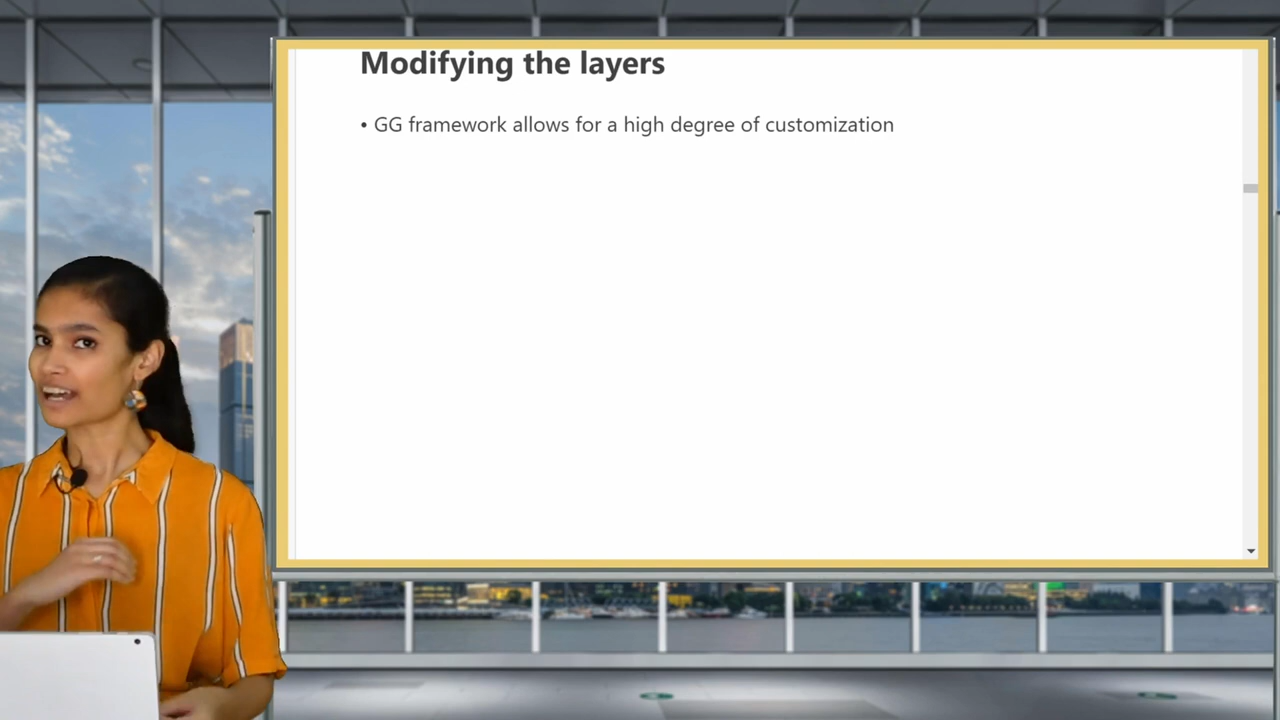 Modifying the layers
• GG framework allows for a high degree of customization